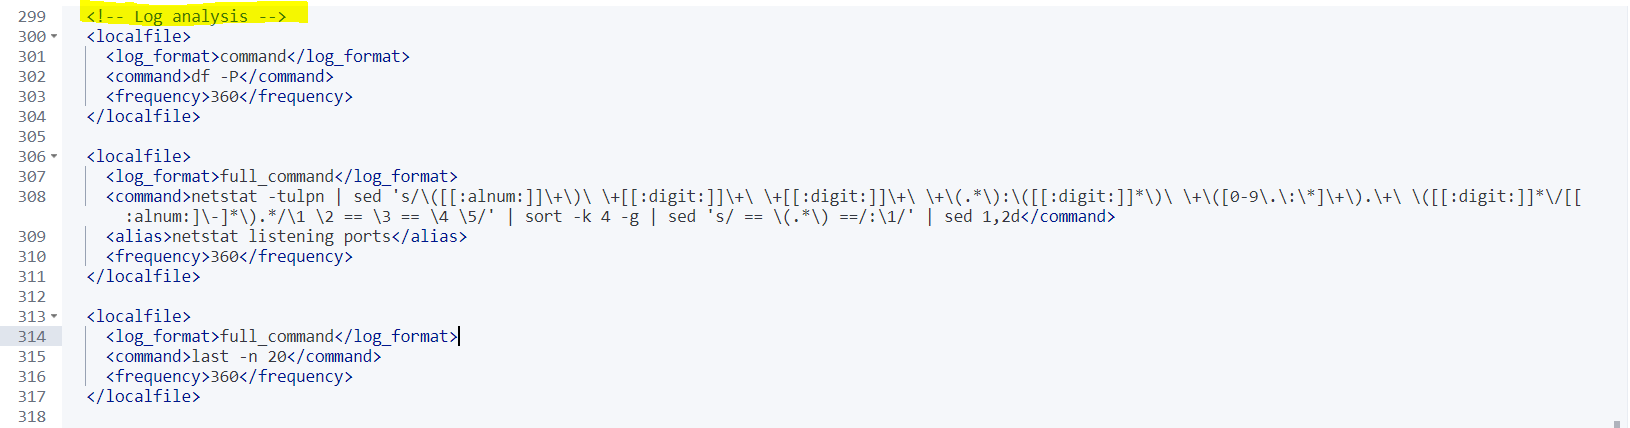 299 <!-- Log analysis -->
300 <localfile>
301 <log_format>command</log_format>
302 <command>df -P</command>
303 <frequency>360</frequency>
304 </localfile>
305
306 <localfile>
307 <log_format>full_command</log_format>
308 <command>netstat -tulpn | sed 's/\([[:alnum:]]\+\)\ \+[[:digit:]]\+\ \+[[:digit:]]\+\ \+\(.*\):\([[:digit:]]*\)\ \+\([0-9\.\:\*]\+\).\+\ \([[:digit:]]*\/[[
:alnum:]\-]*\).*/\1 \2 == \3 == \4 \5/' | sort -k 4 -g | sed 's/ == \(.*\) ==/:\1/' | sed 1,2d</command>
309 <alias>netstat listening ports</alias>
310 <frequency>360</frequency>
311 </localfile>
312
313 <localfile>
314 <log_format>full_command</log_format>
315 <command>last -n 20</command>
316 <frequency>360</frequency>
317 </localfile>
318